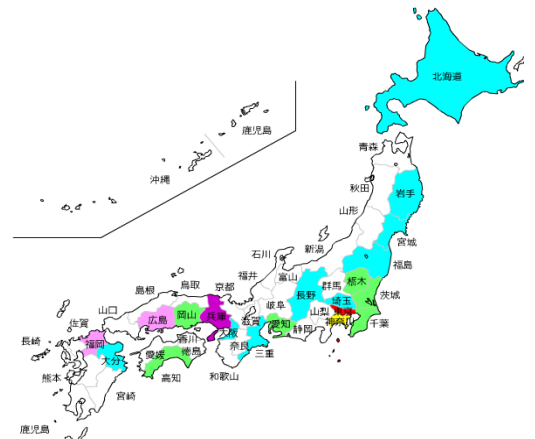 北海道
鹿児島
青森
沖縄
秋田
岩手
山形
宮城
新潟
石川
福島
福井
富山
群馬
栃木
鳥取
京都
島根
長野
埼玉
茨城
岐阜
山梨
東京
山口
広島
岡山
兵庫
滋賀
愛知
静岡
神奈川
千葉
佐賀
大阪
奈良
三重
長崎
福岡
香川
大分
愛媛
徳島
和歌山
熊本
高知
宮崎
鹿児島